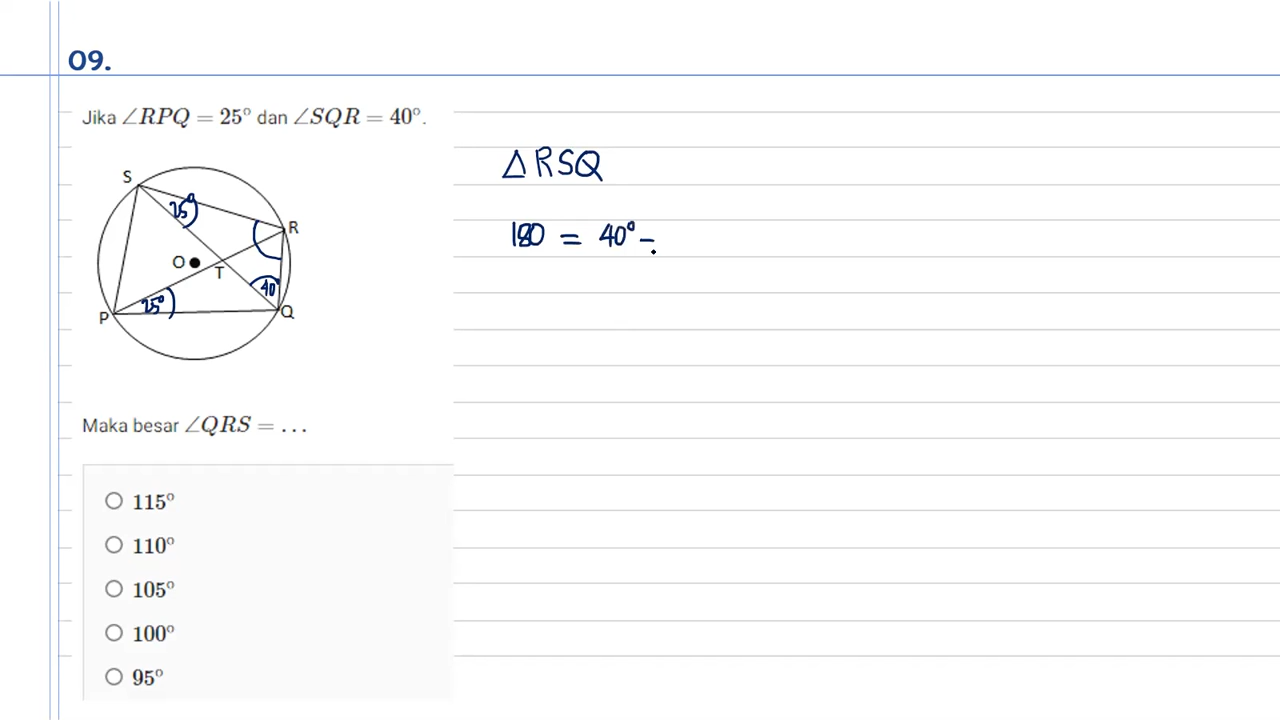 09.
Jika ∠RPQ = 25° dan ∠SQR = 40°.
S
25°
R
O
T
40°
P
25°
Q
△RSQ
180 = 40° –
Maka besar ∠QRS = ...
115°
110°
105°
100°
95°